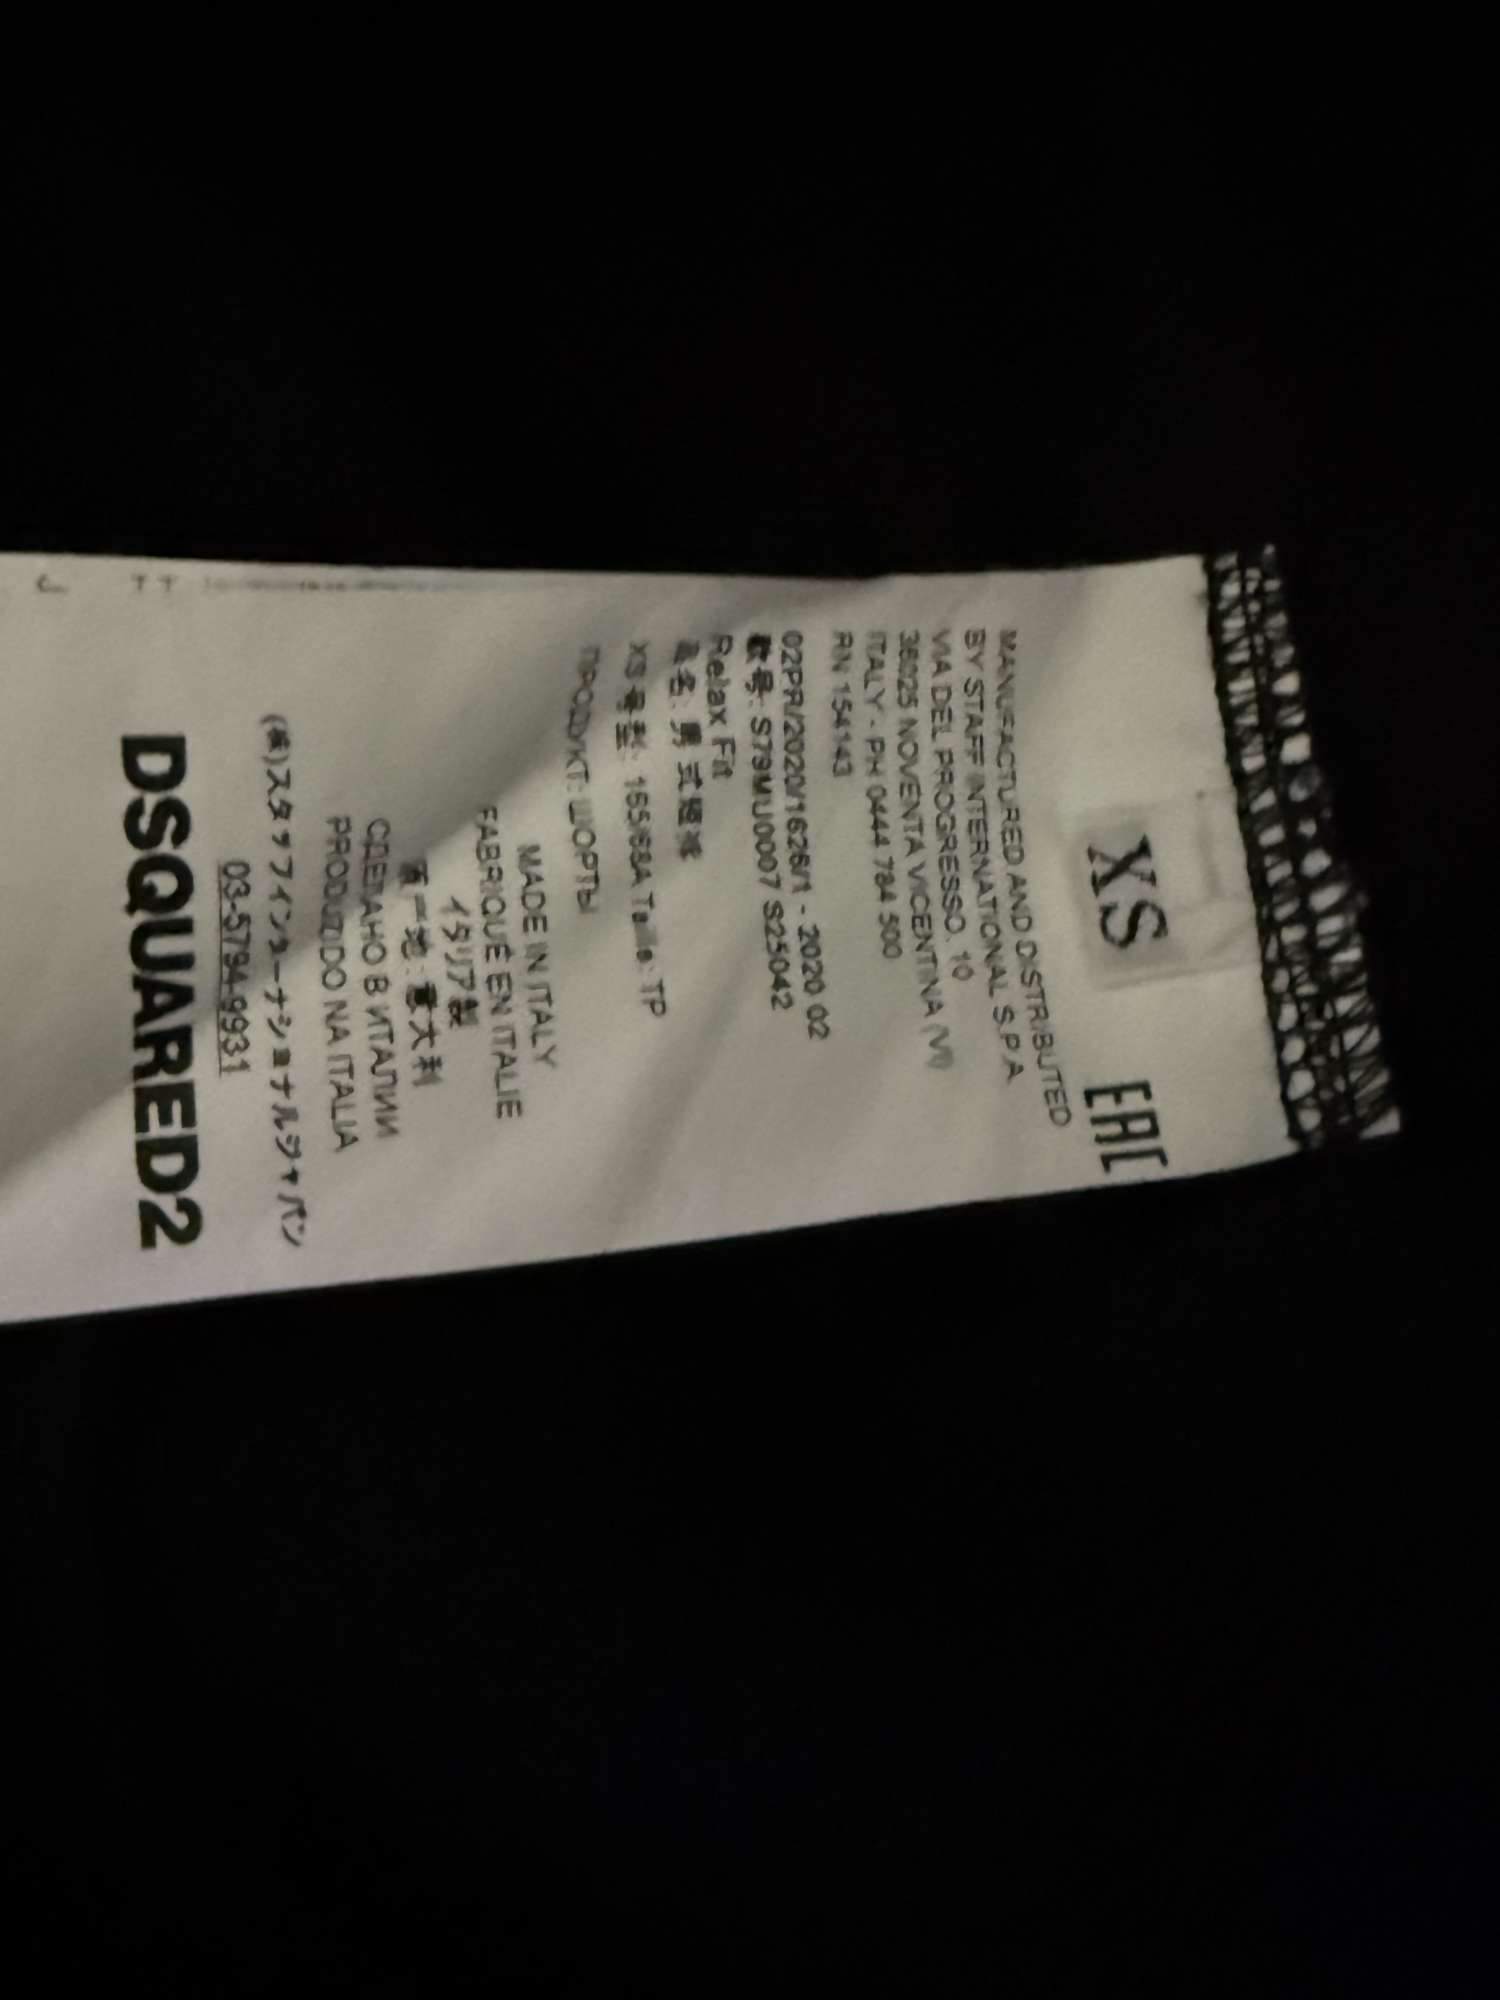 XS
EAC
MANUFACTURED AND DISTRIBUTED
BY STAFF INTERNATIONAL S.P.A.
VIA DEL PROGRESSO, 10
36025 NOVENTA VICENTINA (VI)
ITALY - PH 0444 784 500
RN 154143
02PR/2020/1626/1 - 2020 02
款号: S79MU0007 S25042
Relax Fit
品名: 男式短裤
XS 号型: 165/68A Taille: TP
ПРОДУКТ: ШОРТЫ
MADE IN ITALY
FABRIQUÉ EN ITALIE
イタリア製
意大利
СДЕЛАНО В ИТАЛИИ
PRODUZIDO NA ITALIA
(株)スタッフインターナショナルジャパン
03-5794-9931
DSQUARED2